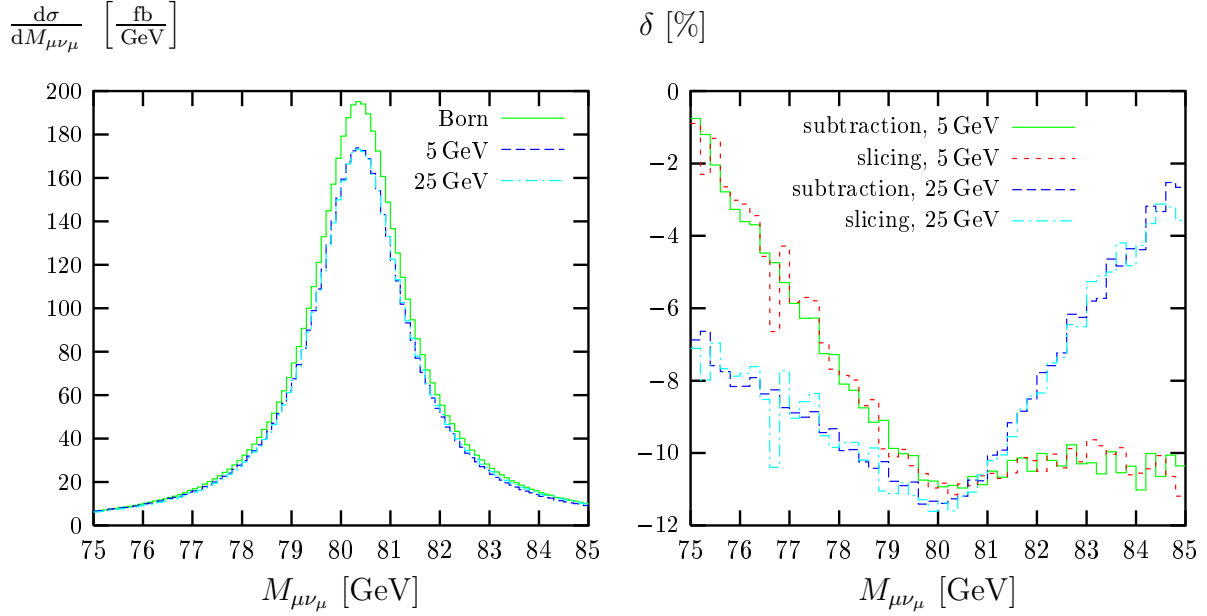 dσ/dM_{μν_μ} [fb/GeV]
200
180
160
140
120
100
80
60
40
20
0
Born
5 GeV
25 GeV
75 76 77 78 79 80 81 82 83 84 85
M_{μν_μ} [GeV]
δ [%]
0
−2
−4
−6
−8
−10
−12
subtraction, 5 GeV
slicing, 5 GeV
subtraction, 25 GeV
slicing, 25 GeV
75 76 77 78 79 80 81 82 83 84 85
M_{μν_μ} [GeV]